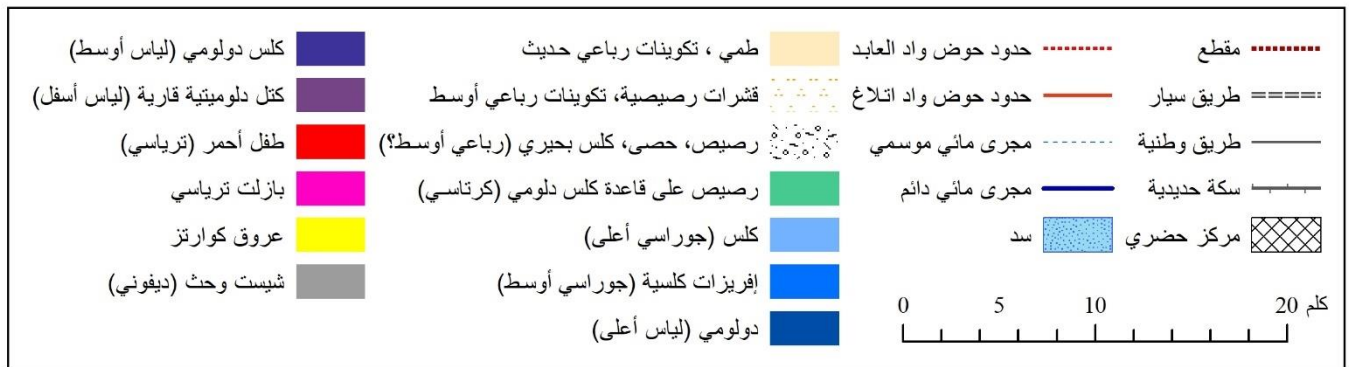 مقطع
طريق سيار
طريق وطنية
سكة حديدية
مركز حضري
حدود حوض واد العابد
حدود حوض واد اتلاغ
مجرى مائي موسمي
مجرى مائي دائم
سد
0 5 10 20 كلم
طمي ، تكوينات رباعي حديث
قشرات رصيصية، تكوينات رباعي أوسط
رصيص، حصى، كلس بحيري (رباعي أوسط؟)
رصيص على قاعدة كلس دلومي (كرتاسي)
كلس (جوراسي أعلى)
إفريزات كلسية (جوراسي أوسط)
دولومي (لياس أعلى)
كلس دولومي (لياس أوسط)
كتل دلوميتية قارية (لياس أسفل)
طفل أحمر (ترياسي)
بازلت ترياسي
عروق كوارتز
شيست وحث (ديفوني)